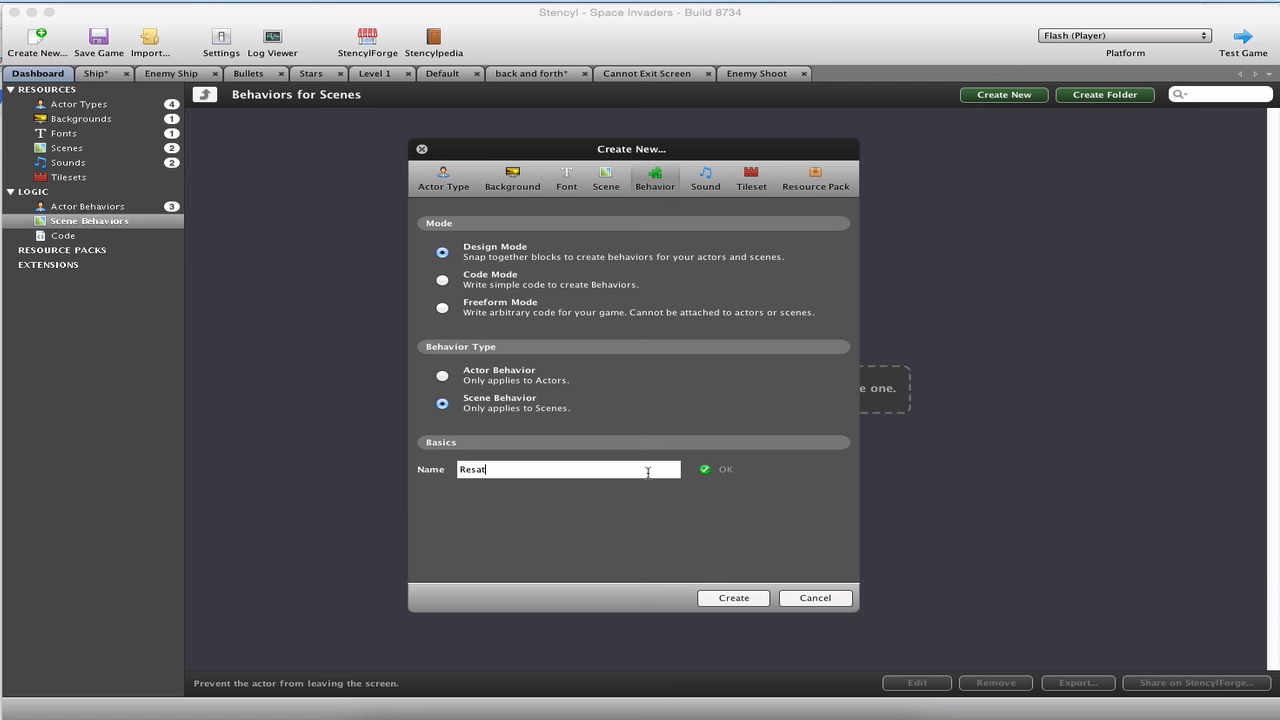 Stencyl - Space Invaders - Build 8734
Create New... Save Game Import... Settings Log Viewer StencylForge Stencylpedia Flash (Player) Platform Test Game
Dashboard Ship* Enemy Ship Bullets Stars Level 1 Default back and forth* Cannot Exit Screen Enemy Shoot
RESOURCES
Actor Types 4
Backgrounds 1
Fonts 1
Scenes 2
Sounds 2
Tilesets
LOGIC
Actor Behaviors 3
Scene Behaviors
Code
RESOURCE PACKS
EXTENSIONS
Behaviors for Scenes Create New Create Folder
Create New...
Actor Type Background Font Scene Behavior Sound Tileset Resource Pack
Mode
Design Mode
Snap together blocks to create behaviors for your actors and scenes.
Code Mode
Write simple code to create Behaviors.
Freeform Mode
Write arbitrary code for your game. Cannot be attached to actors or scenes.
Behavior Type
Actor Behavior
Only applies to Actors.
Scene Behavior
Only applies to Scenes.
e one.
Basics
Name Resat OK
Create Cancel
Prevent the actor from leaving the screen. Edit Remove Export... Share on StencylForge...